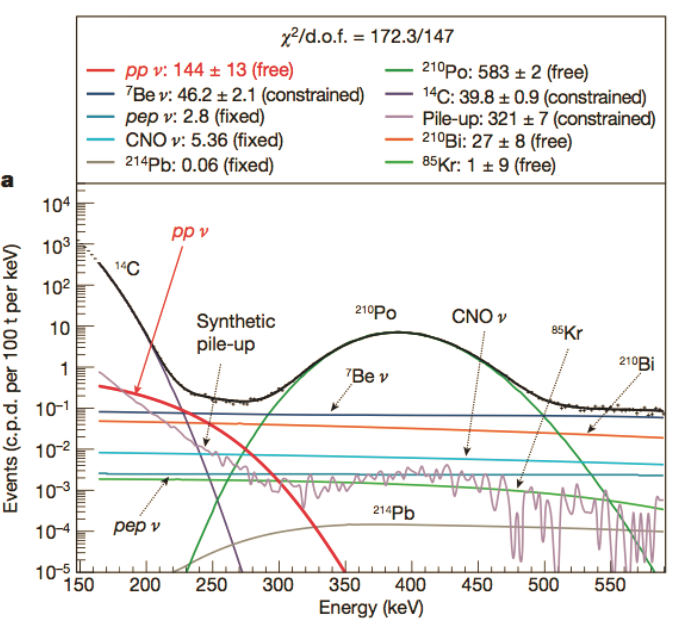 χ²/d.o.f. = 172.3/147
pp ν: 144 ± 13 (free)
⁷Be ν: 46.2 ± 2.1 (constrained)
pep ν: 2.8 (fixed)
CNO ν: 5.36 (fixed)
²¹⁴Pb: 0.06 (fixed)
²¹⁰Po: 583 ± 2 (free)
¹⁴C: 39.8 ± 0.9 (constrained)
Pile-up: 321 ± 7 (constrained)
²¹⁰Bi: 27 ± 8 (free)
⁸⁵Kr: 1 ± 9 (free)
a
Events (c.p.d. per 100 t per keV)
10⁴
10³
10²
10
1
10⁻¹
10⁻²
10⁻³
10⁻⁴
10⁻⁵
pp ν
¹⁴C
Synthetic
pile-up
²¹⁰Po
CNO ν
⁸⁵Kr
²¹⁰Bi
⁷Be ν
pep ν
²¹⁴Pb
150 200 250 300 350 400 450 500 550
Energy (keV)